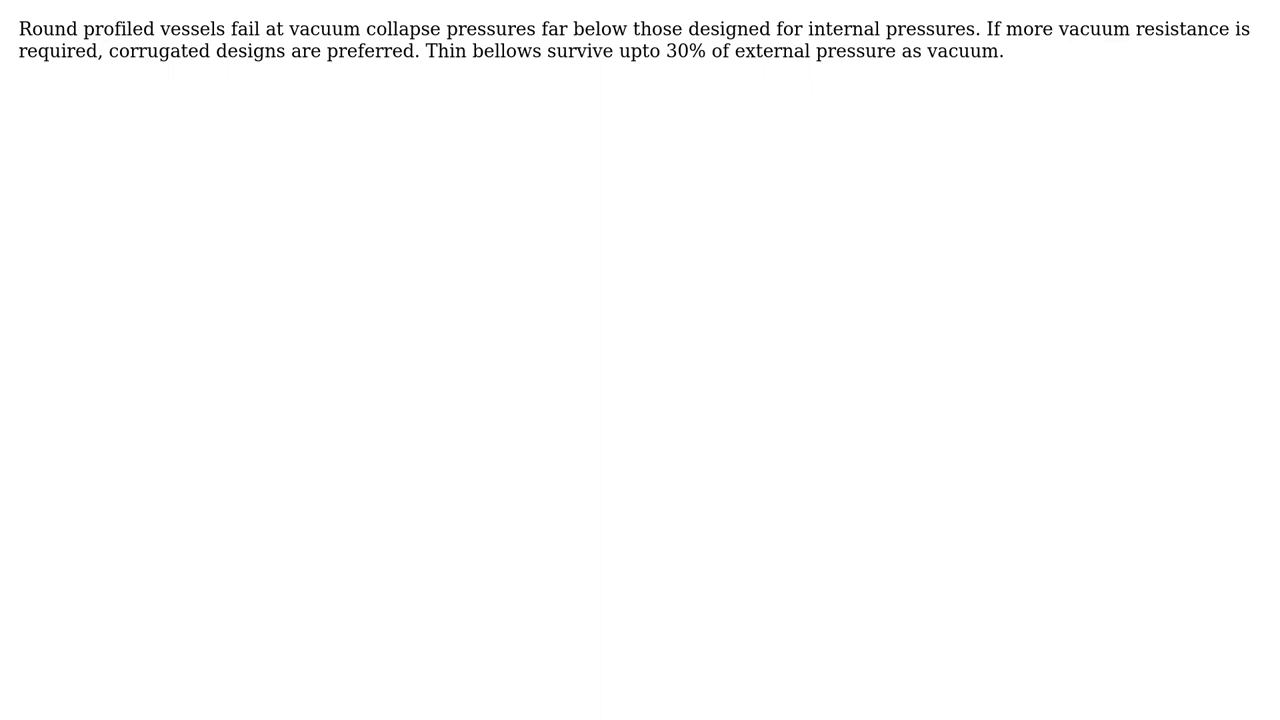 Round profiled vessels fail at vacuum collapse pressures far below those designed for internal pressures. If more vacuum resistance is
required, corrugated designs are preferred. Thin bellows survive upto 30% of external pressure as vacuum.